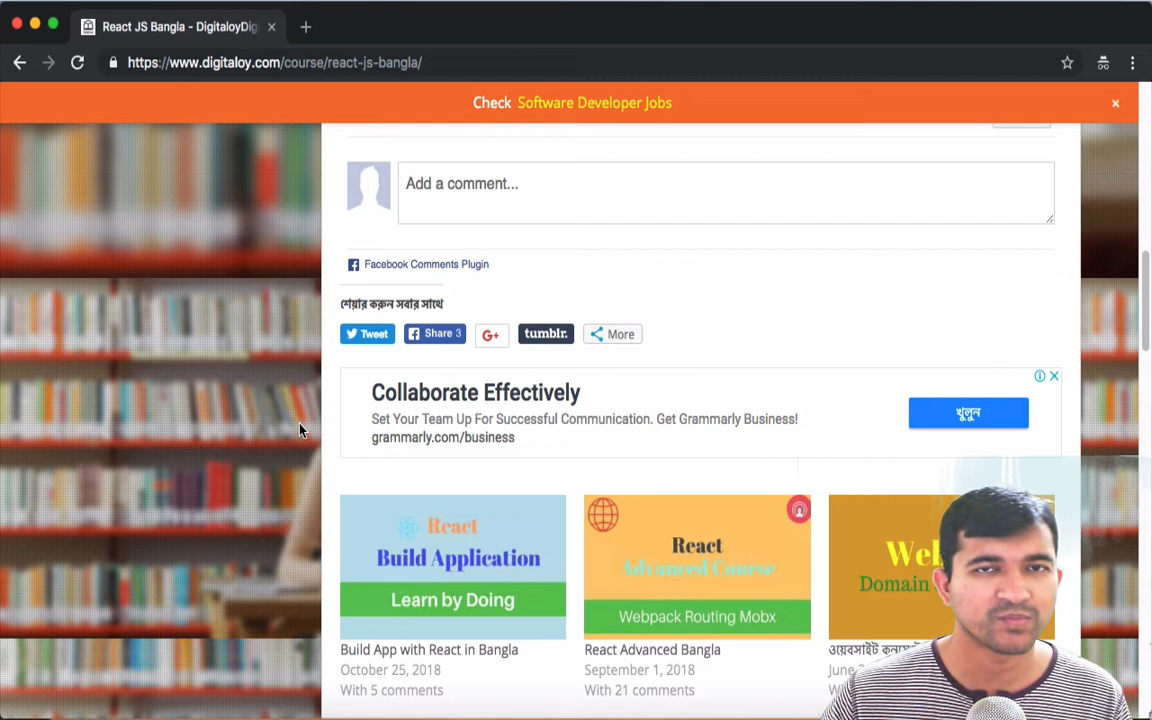 React JS Bangla - DigitaloyDig
https://www.digitaloy.com/course/react-js-bangla/
Check Software Developer Jobs
Add a comment...
Facebook Comments Plugin
শেয়ার করুন সবার সাথে
Tweet
Share 3
G+
tumblr.
More
Collaborate Effectively
Set Your Team Up For Successful Communication. Get Grammarly Business!
grammarly.com/business
খুলুন
React
Build Application
Learn by Doing
React
Advanced Course
Webpack Routing Mobx
Domain
Build App with React in Bangla
React Advanced Bangla
October 25, 2018
September 1, 2018
With 5 comments
With 21 comments